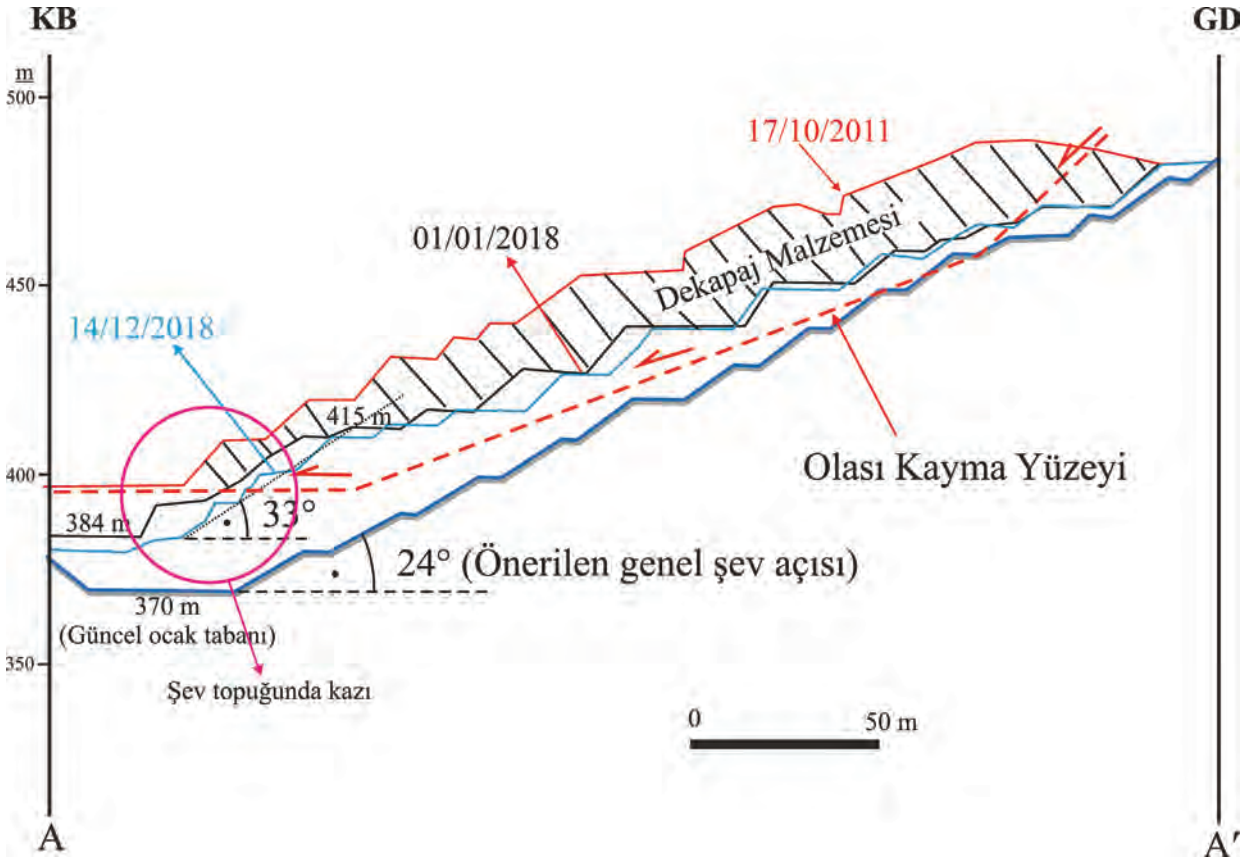 KB
GD
m
500
17/10/2011
01/01/2018
Dekapaj Malzemesi
450
14/12/2018
415 m
Olası Kayma Yüzeyi
400
384 m
33°
24° (Önerilen genel şev açısı)
370 m
(Güncel ocak tabanı)
350
Şev topuğunda kazı
0
50 m
A
A'